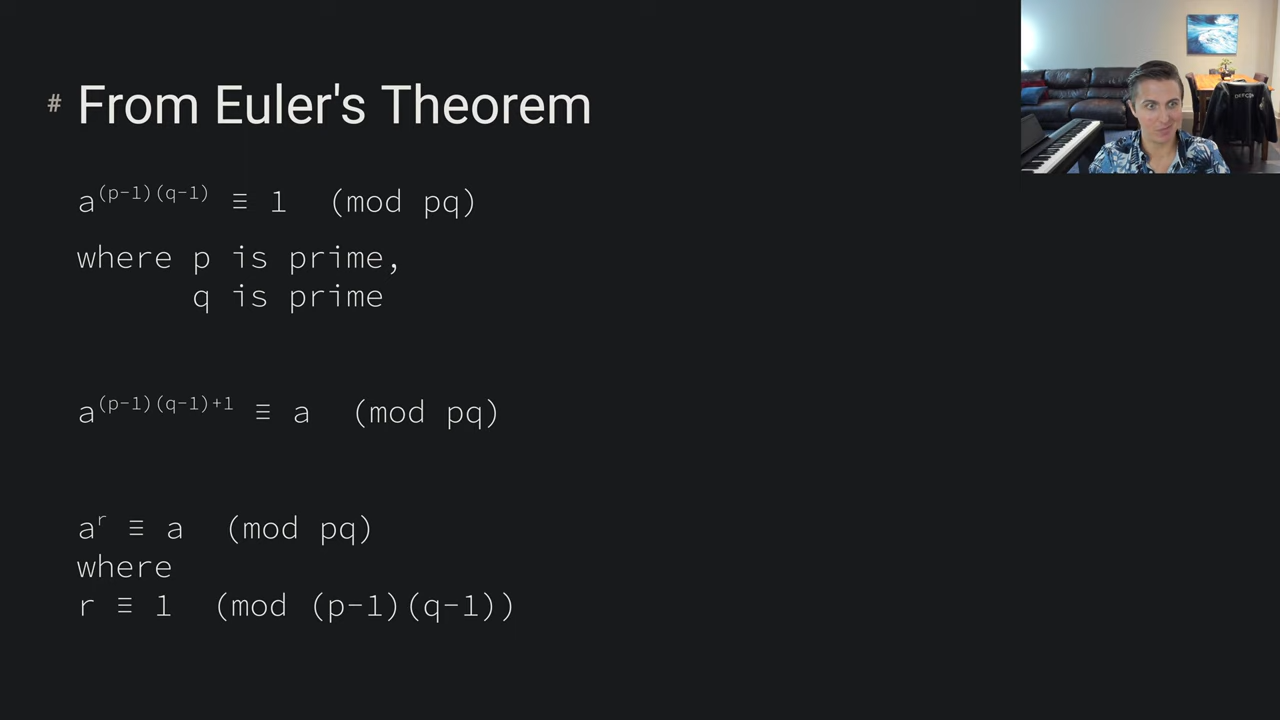 # From Euler's Theorem
a⁽ᵖ⁻¹⁾⁽𐞥⁻¹⁾ ≡ 1 (mod pq)
where p is prime,
q is prime
a⁽ᵖ⁻¹⁾⁽𐞥⁻¹⁾⁺¹ ≡ a (mod pq)
aʳ ≡ a (mod pq)
where
r ≡ 1 (mod (p-1)(q-1))